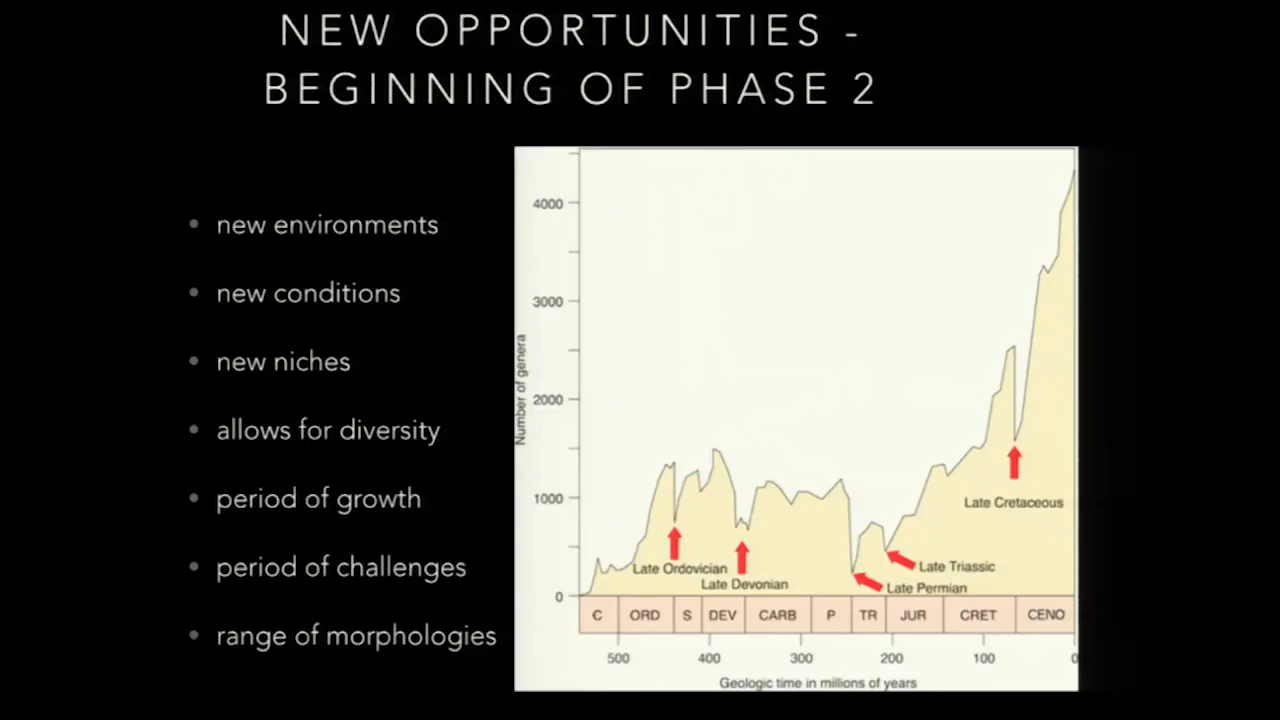 NEW OPPORTUNITIES -
BEGINNING OF PHASE 2
new environments
new conditions
new niches
allows for diversity
period of growth
period of challenges
range of morphologies
Number of genera
4000
3000
2000
1000
0
Late Ordovician
Late Devonian
Late Permian
Late Triassic
Late Cretaceous
C ORD S DEV CARB P TR JUR CRET CENO
500 400 300 200 100 0
Geologic time in millions of years